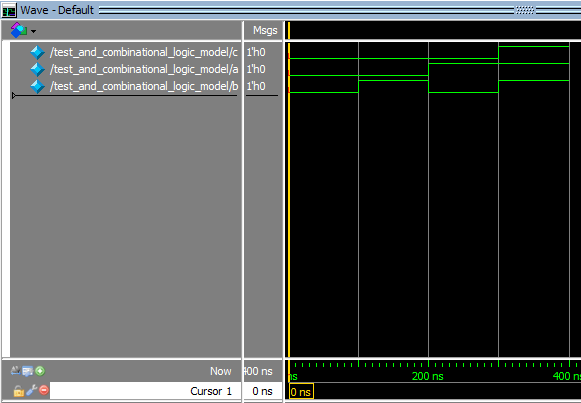 Wave - Default
Msgs
/test_and_combinational_logic_model/c 1'h0
/test_and_combinational_logic_model/a 1'h0
/test_and_combinational_logic_model/b 1'h0
Now 400 ns ns 200 ns 400 ns
Cursor 1 0 ns 0 ns